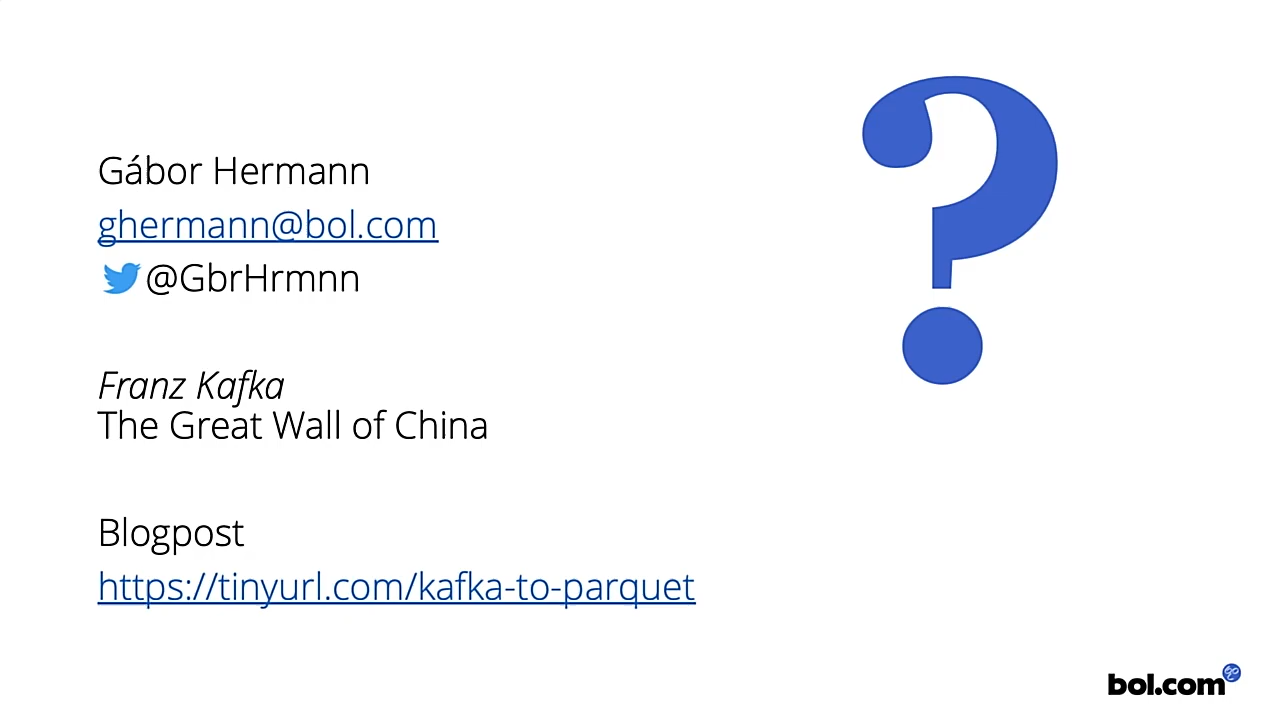 Gábor Hermann
ghermann@bol.com
@GbrHrmnn
Franz Kafka
The Great Wall of China
Blogpost
https://tinyurl.com/kafka-to-parquet
?
bol.com